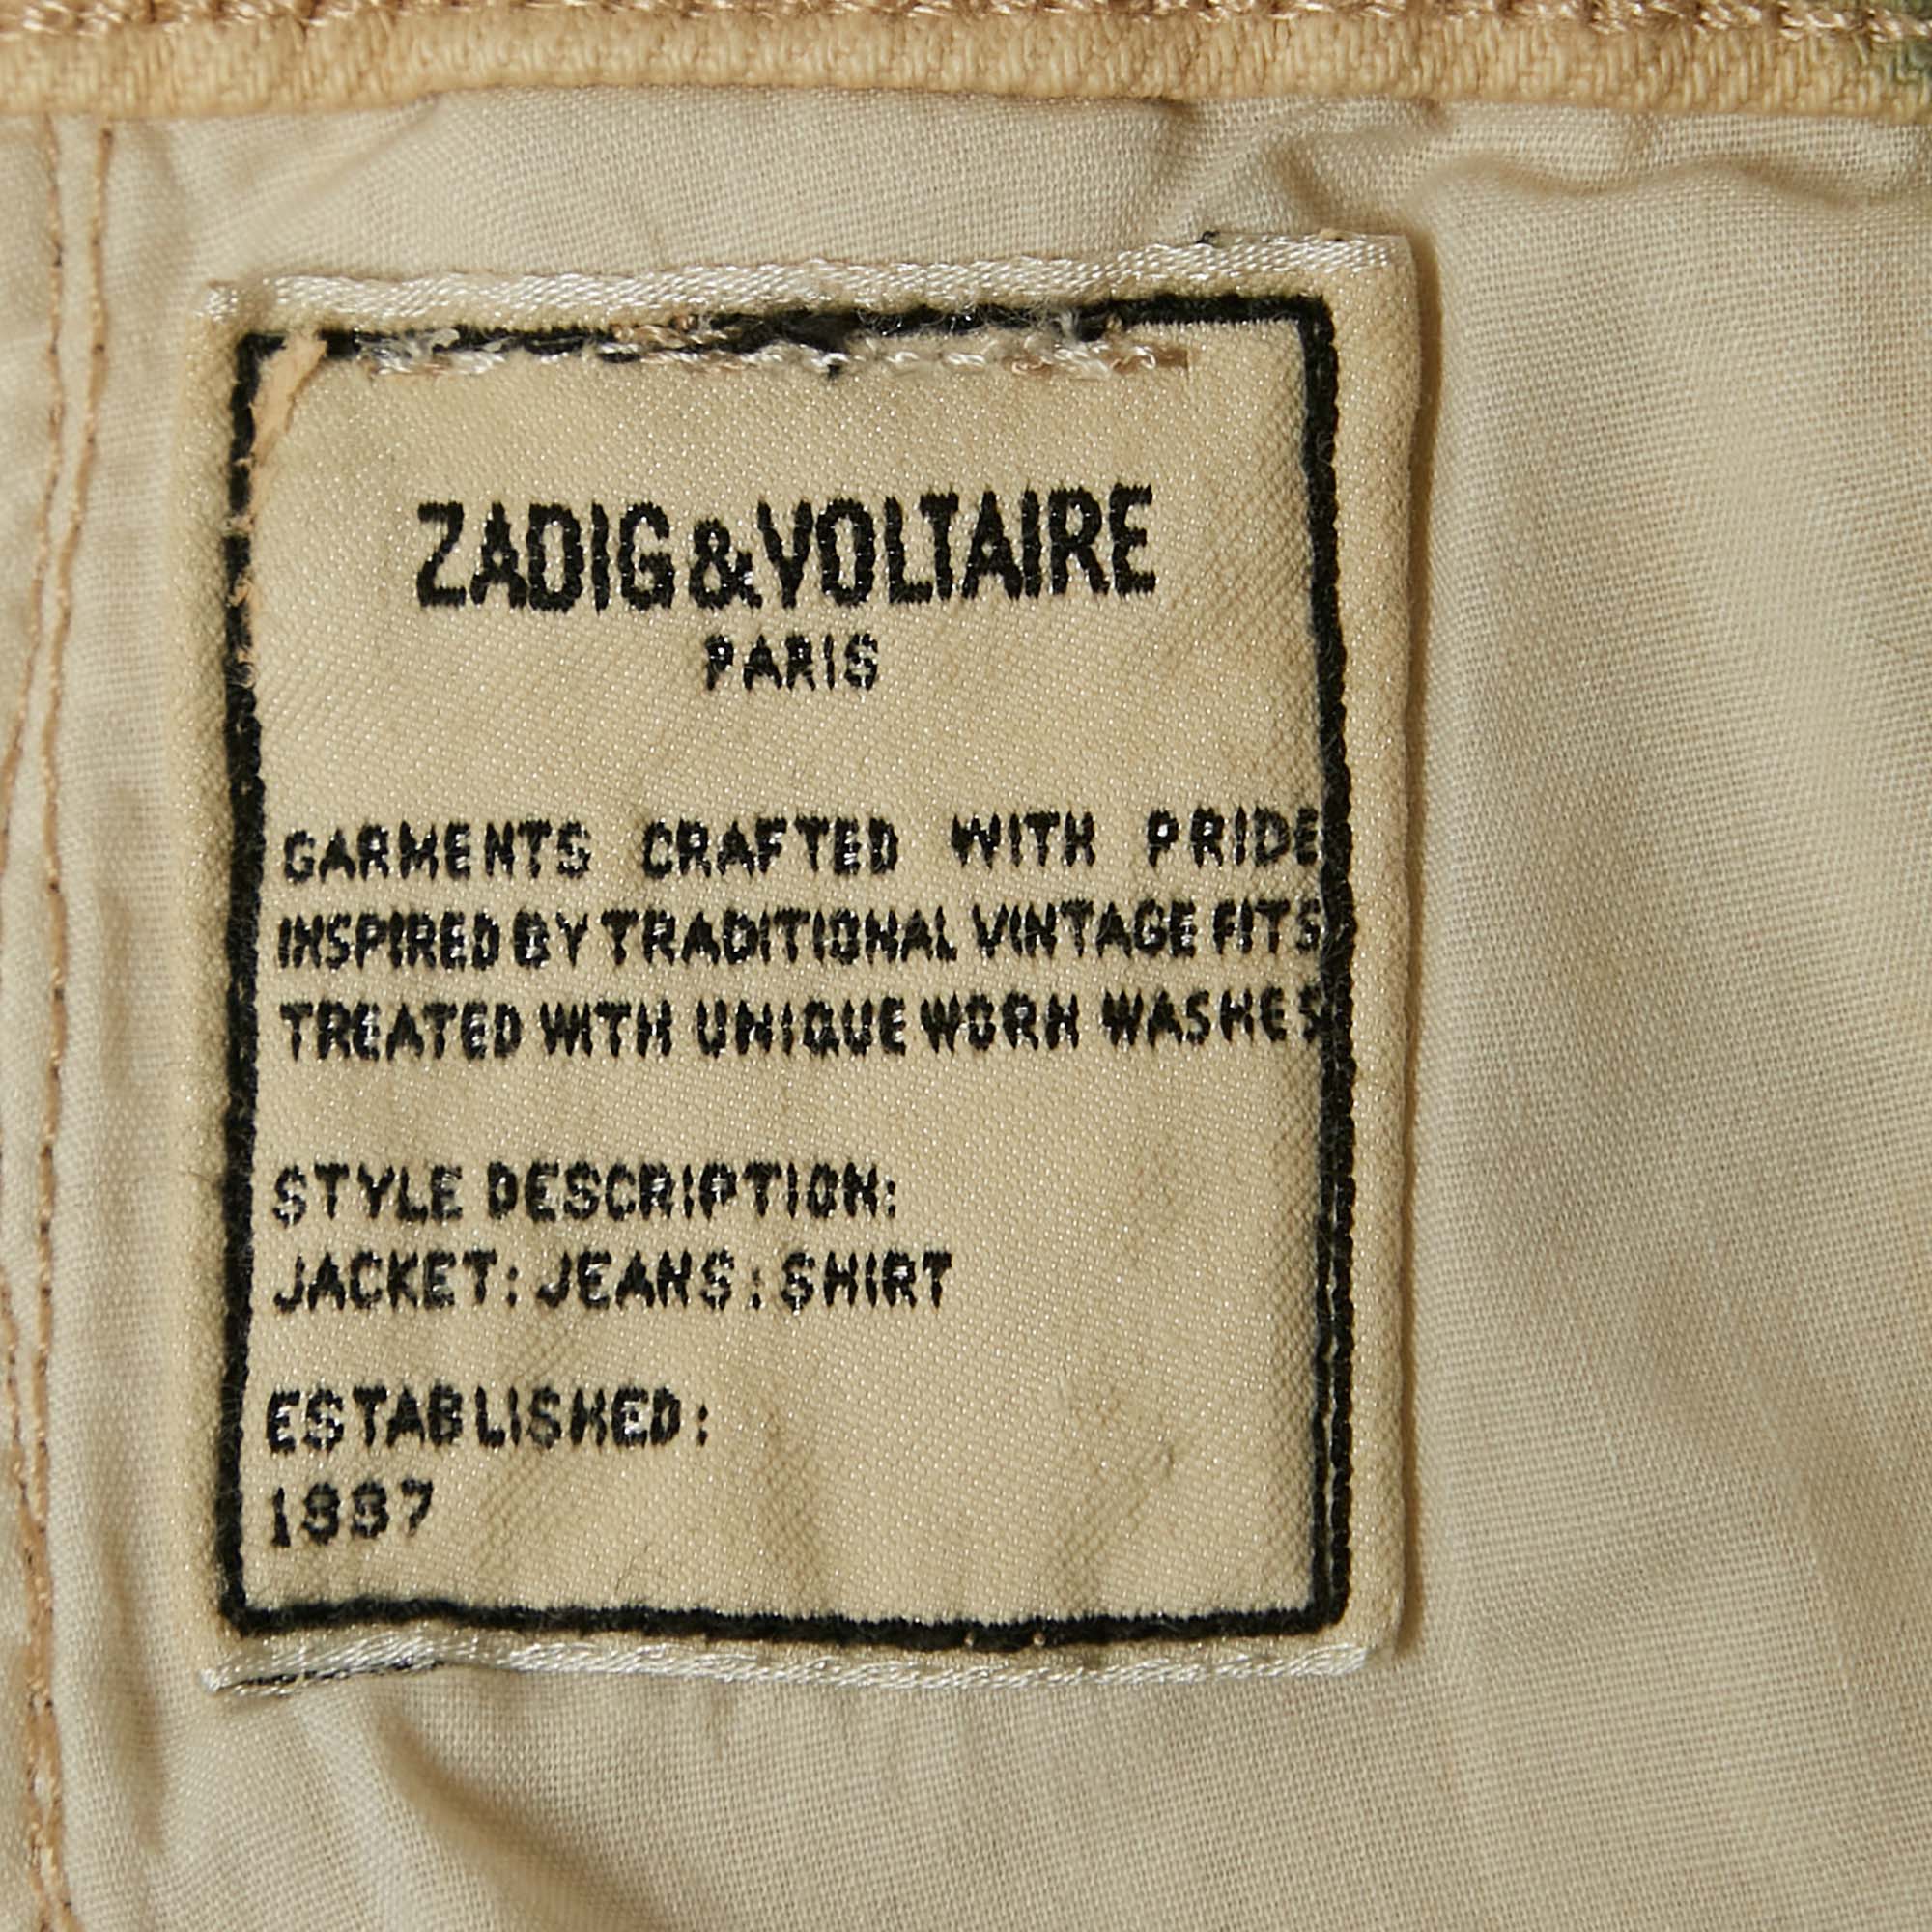 ZADIG&VOLTAIRE
PARIS
GARMENTS CRAFTED WITH PRIDE
INSPIRED BY TRADITIONAL VINTAGE FITS
TREATED WITH UNIQUE WORN WASHES
STYLE DESCRIPTION:
JACKET: JEANS: SHIRT
ESTABLISHED:
1997